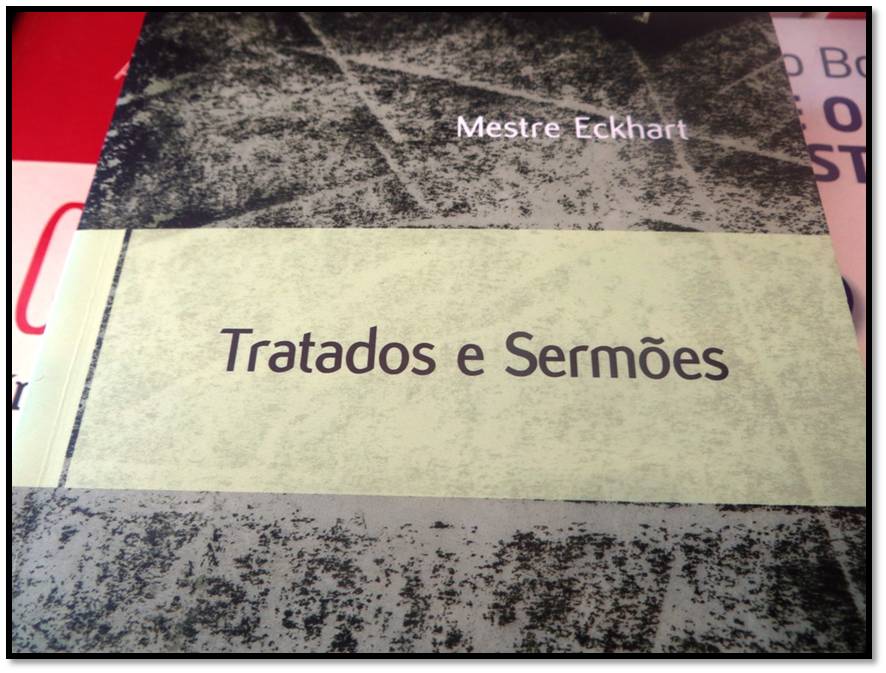 Mestre Eckhart
Tratados e Sermões